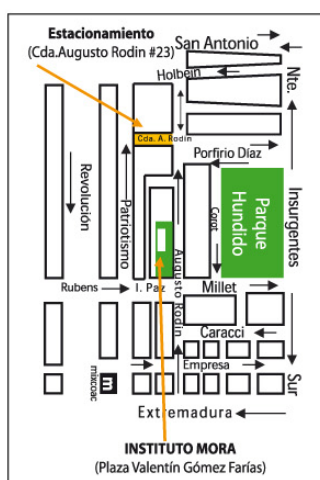 Estacionamiento
(Cda.Augusto Rodin #23)
San Antonio
Holbein
Nte.
Cda. A. Rodin
Porfirio Díaz
Revolución
Patriotismo
Augusto Rodin
Corot
Parque
Hundido
Insurgentes
Rubens
I. Paz
Millet
Caracci
Empresa
Sur
m
mixcoac
Extremadura
INSTITUTO MORA
(Plaza Valentín Gómez Farías)